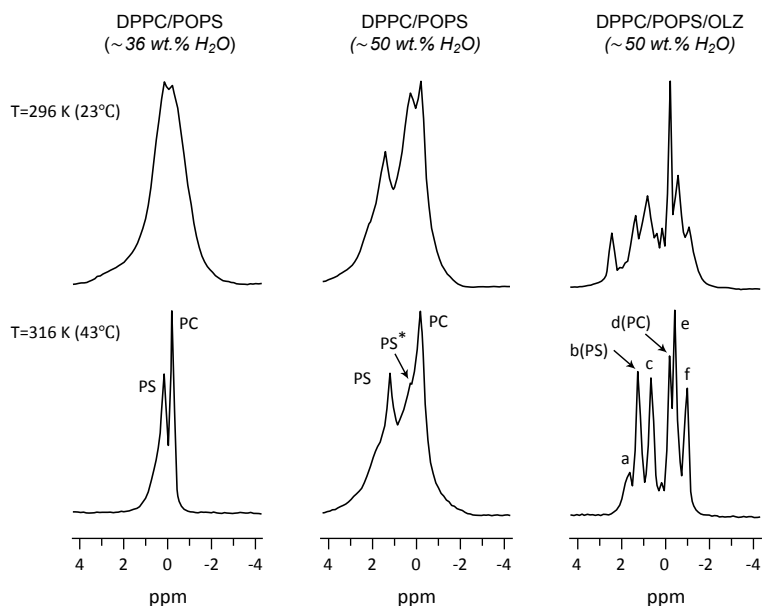 DPPC/POPS
(~36 wt.% H₂O)
DPPC/POPS
(~50 wt.% H₂O)
DPPC/POPS/OLZ
(~50 wt.% H₂O)
T=296 K (23℃)
T=316 K (43℃)
PS
PC
PS
PS*
PC
a
b(PS)
c
d(PC)
e
f
4 2 0 -2 -4
4 2 0 -2 -4
4 2 0 -2 -4
ppm
ppm
ppm